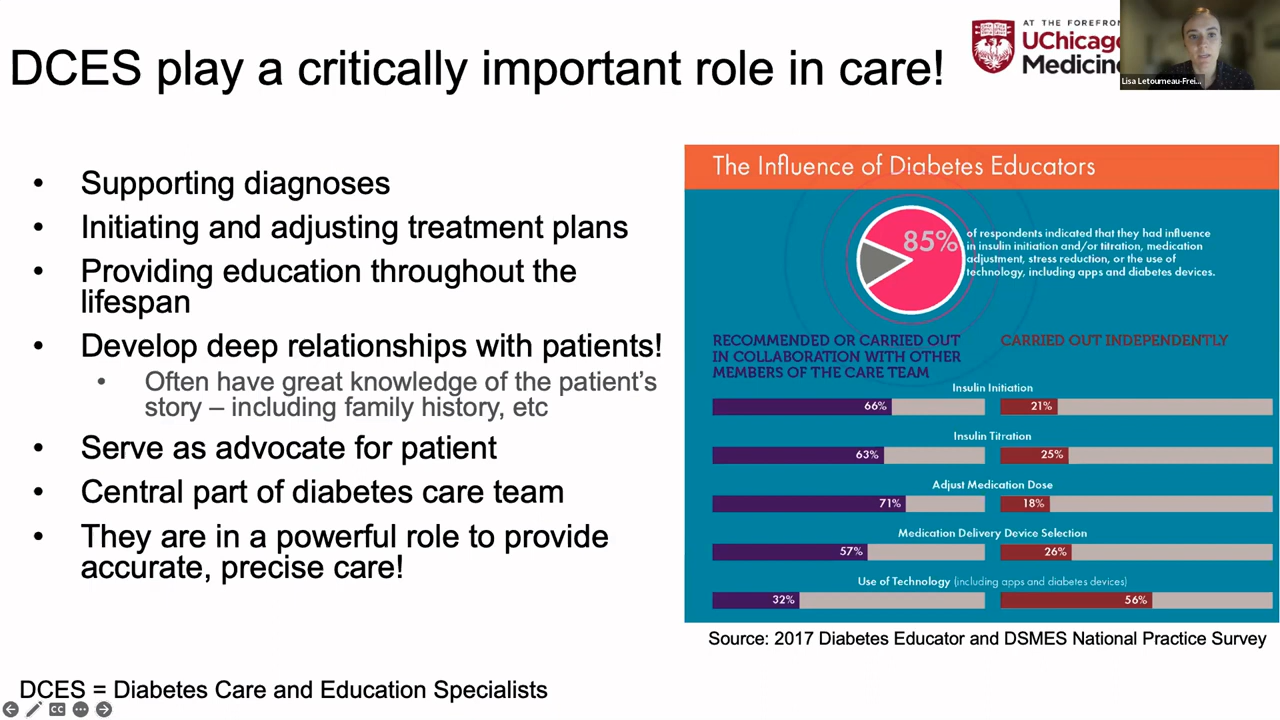 DCES play a critically important role in care!
AT THE FOREFRONT
UChicago
Medicine
Lisa Letourneau-Frei...
• Supporting diagnoses
• Initiating and adjusting treatment plans
• Providing education throughout the
lifespan
• Develop deep relationships with patients!
• Often have great knowledge of the patient's
story – including family history, etc
• Serve as advocate for patient
• Central part of diabetes care team
• They are in a powerful role to provide
accurate, precise care!
DCES = Diabetes Care and Education Specialists
CC
The Influence of Diabetes Educators
85%
of respondents indicated that they had influence
in insulin initiation and/or titration, medication
adjustment, stress reduction, or the use of
technology, including apps and diabetes devices.
RECOMMENDED OR CARRIED OUT
IN COLLABORATION WITH OTHER
MEMBERS OF THE CARE TEAM
CARRIED OUT INDEPENDENTLY
Insulin Initiation
66% 21%
Insulin Titration
63% 25%
Adjust Medication Dose
71% 18%
Medication Delivery Device Selection
57% 26%
Use of Technology (including apps and diabetes devices)
32% 56%
Source: 2017 Diabetes Educator and DSMES National Practice Survey